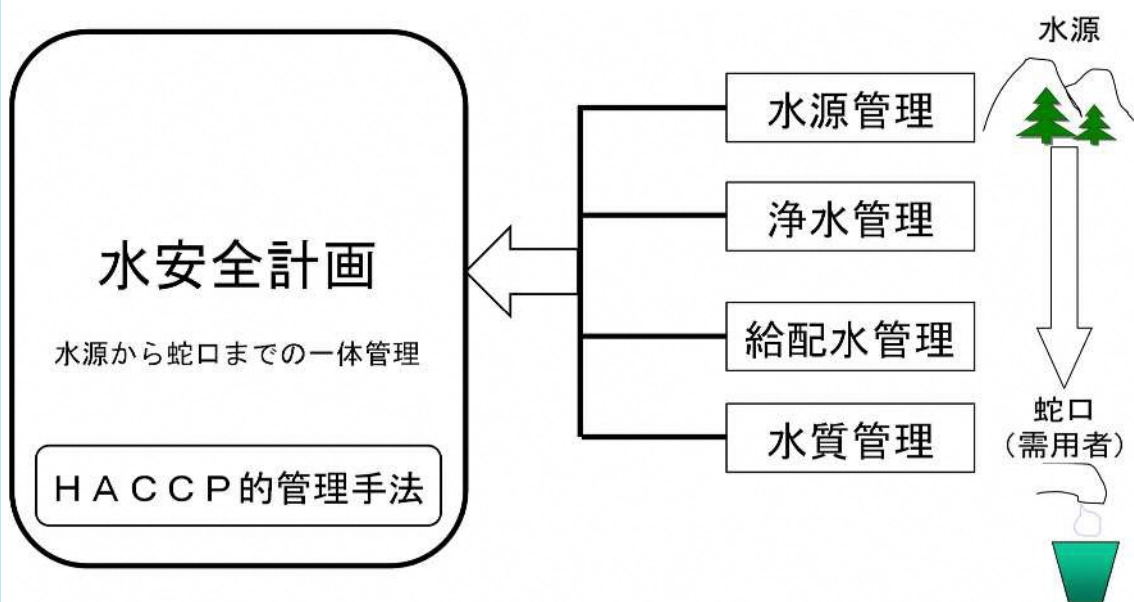 水安全計画
水源から蛇口までの一体管理
ＨＡＣＣＰ的管理手法
水源管理
浄水管理
給配水管理
水質管理
水源
蛇口
（需用者）